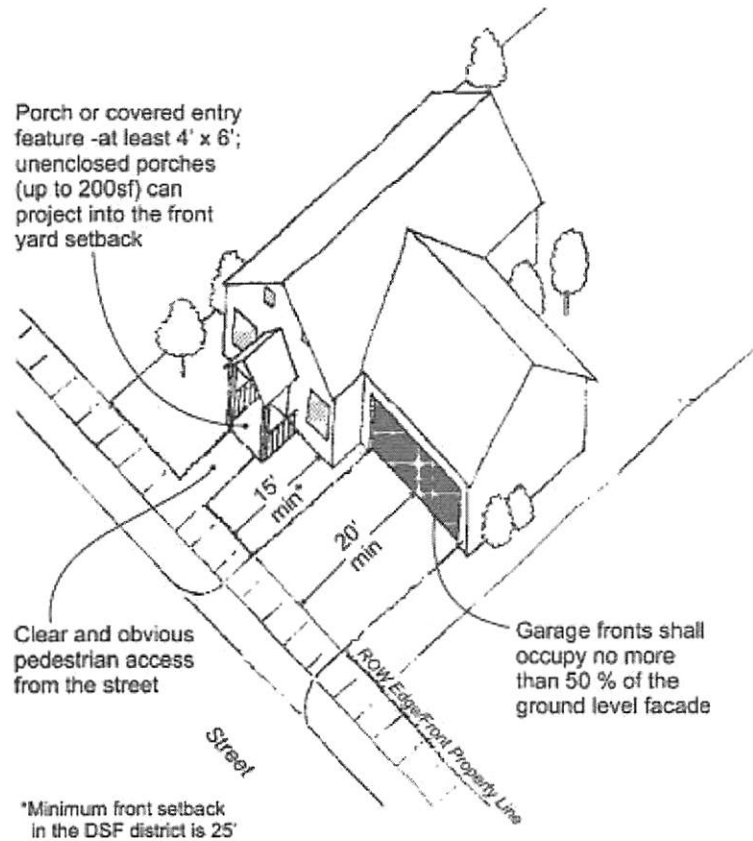 Porch or covered entry
feature -at least 4' x 6';
unenclosed porches
(up to 200sf) can
project into the front
yard setback
15'
min*
20'
min
Clear and obvious
pedestrian access
from the street
Garage fronts shall
occupy no more
than 50 % of the
ground level facade
ROW Edge/Front Property Line
Street
*Minimum front setback
in the DSF district is 25'